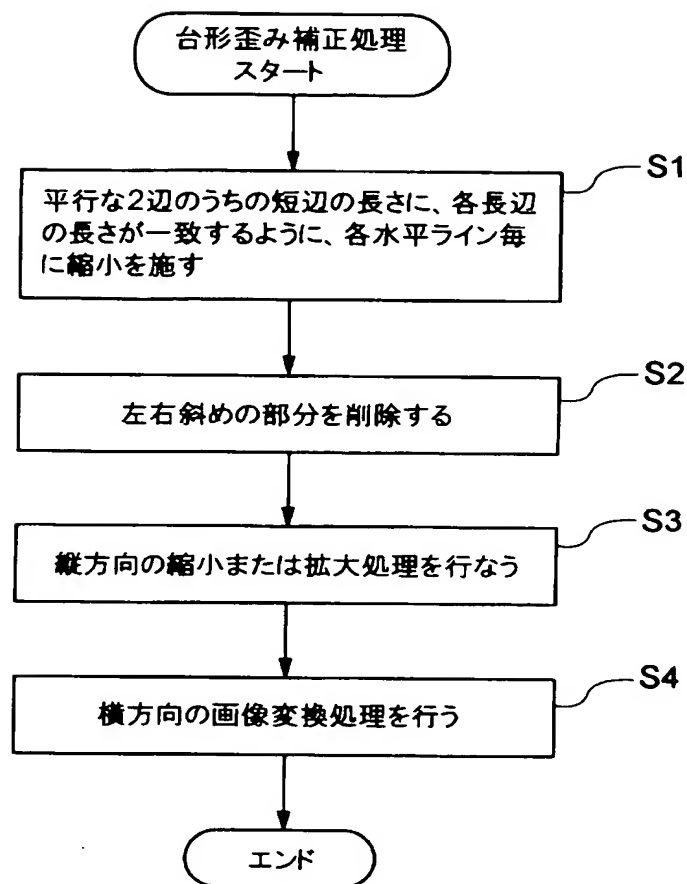 台形歪み補正処理
スタート
S1
平行な2辺のうちの短辺の長さに、各長辺
の長さが一致するように、各水平ライン毎
に縮小を施す
S2
左右斜めの部分を削除する
S3
縦方向の縮小または拡大処理を行なう
S4
横方向の画像変換処理を行う
エンド